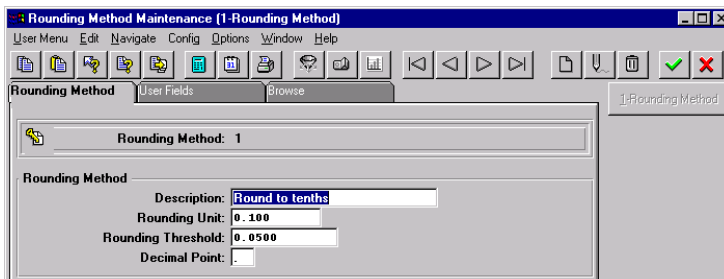 Rounding Method Maintenance (1-Rounding Method)
User Menu Edit Navigate Config Options Window Help
Rounding Method User Fields Browse
1-Rounding Method
Rounding Method: 1
Rounding Method
Description: Round to tenths
Rounding Unit: 0.100
Rounding Threshold: 0.0500
Decimal Point: .